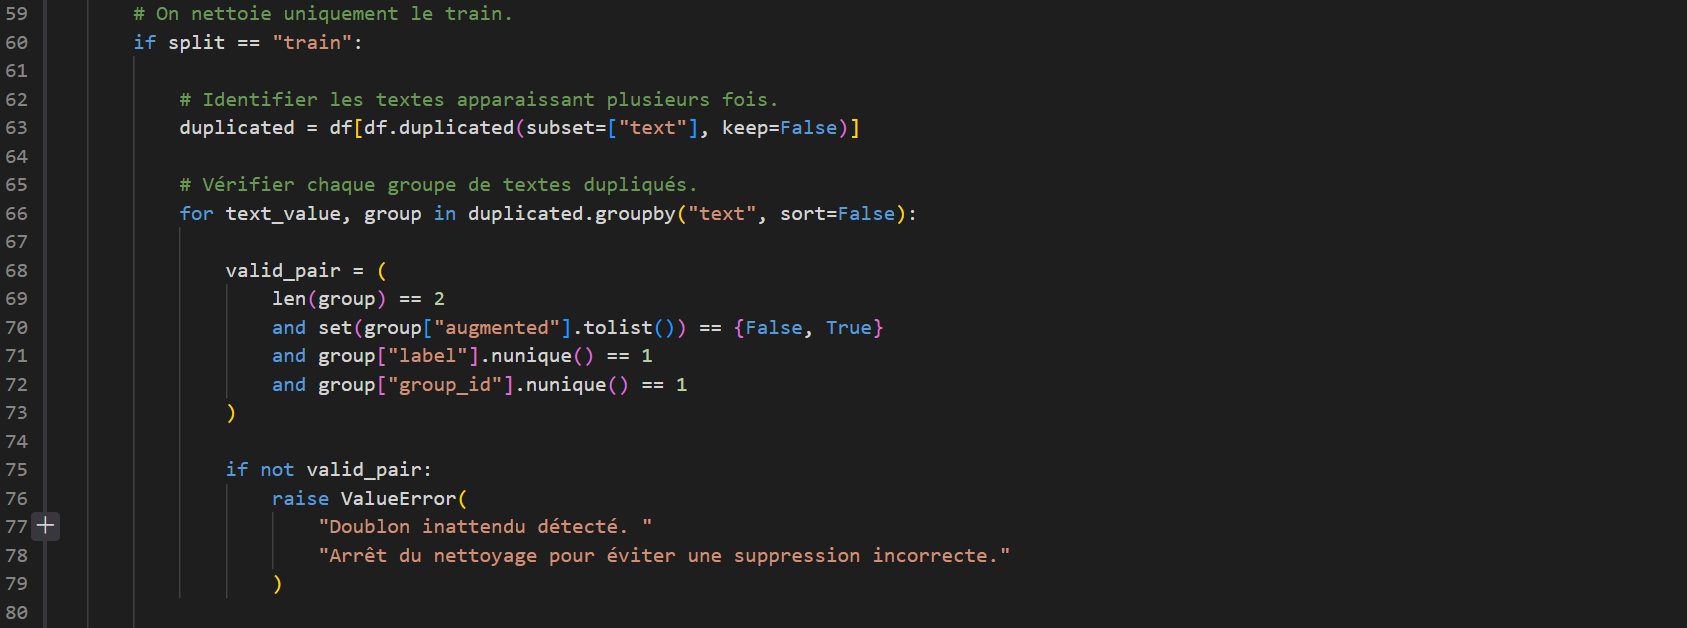 59 # On nettoie uniquement le train.
60 if split == "train":
61
62 # Identifier les textes apparaissant plusieurs fois.
63 duplicated = df[df.duplicated(subset=["text"], keep=False)]
64
65 # Vérifier chaque groupe de textes dupliqués.
66 for text_value, group in duplicated.groupby("text", sort=False):
67
68 valid_pair = (
69 len(group) == 2
70 and set(group["augmented"].tolist()) == {False, True}
71 and group["label"].nunique() == 1
72 and group["group_id"].nunique() == 1
73 )
74
75 if not valid_pair:
76 raise ValueError(
77 "Doublon inattendu détecté. "
78 "Arrêt du nettoyage pour éviter une suppression incorrecte."
79 )
80